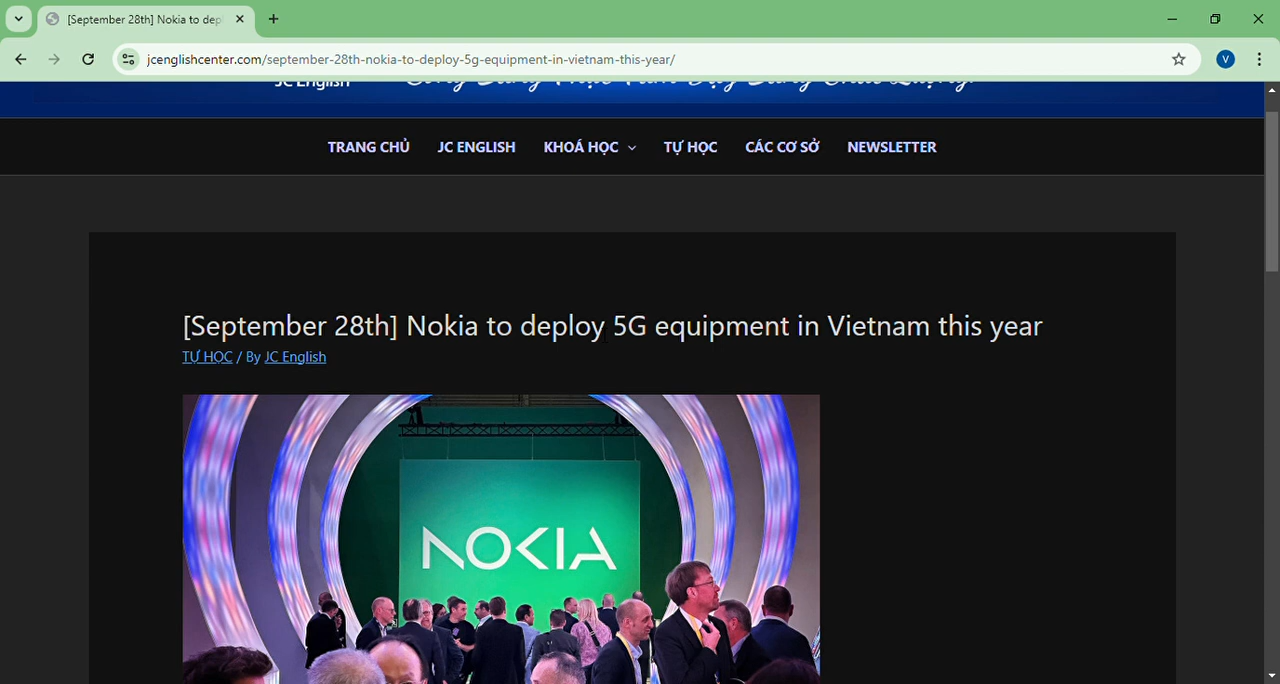 [September 28th] Nokia to dep
jcenglishcenter.com/september-28th-nokia-to-deploy-5g-equipment-in-vietnam-this-year/
V
JC English
TRANG CHỦ JC ENGLISH KHOÁ HỌC TỰ HỌC CÁC CƠ SỞ NEWSLETTER
[September 28th] Nokia to deploy 5G equipment in Vietnam this year
TỰ HỌC / By JC English
NOKIA